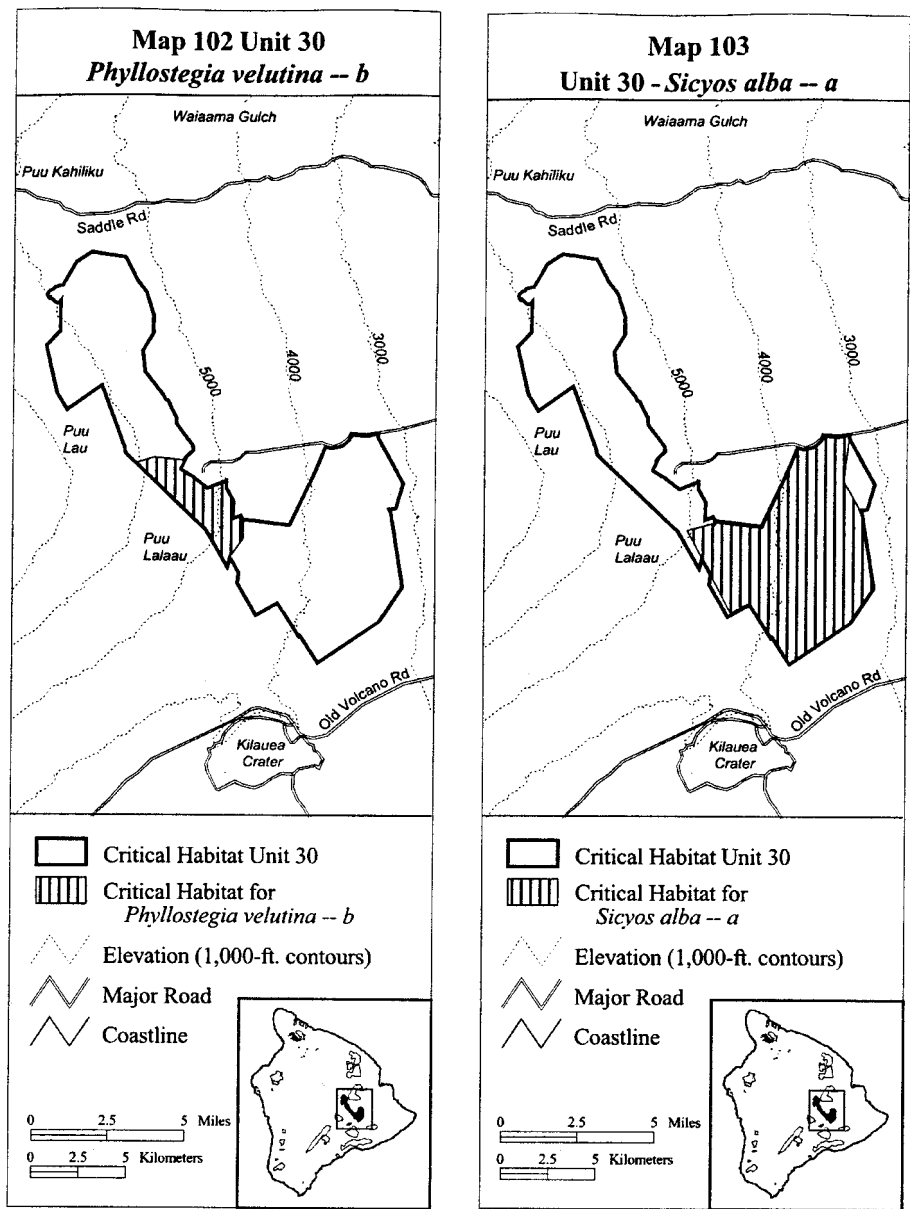 Map 102 Unit 30
Phyllostegia velutina -- b
Waiaama Gulch
Puu Kahiliku
Saddle Rd
5000
4000
3000
Puu
Lau
Puu
Lalaau
Old Volcano Rd
Kilauea
Crater
Critical Habitat Unit 30
Critical Habitat for
Phyllostegia velutina -- b
Elevation (1,000-ft. contours)
Major Road
Coastline
0 2.5 5 Miles
0 2.5 5 Kilometers
Map 103
Unit 30 - Sicyos alba -- a
Waiaama Gulch
Puu Kahiliku
Saddle Rd
5000
4000
3000
Puu
Lau
Puu
Lalaau
Old Volcano Rd
Kilauea
Crater
Critical Habitat Unit 30
Critical Habitat for
Sicyos alba -- a
Elevation (1,000-ft. contours)
Major Road
Coastline
0 2.5 5 Miles
0 2.5 5 Kilometers